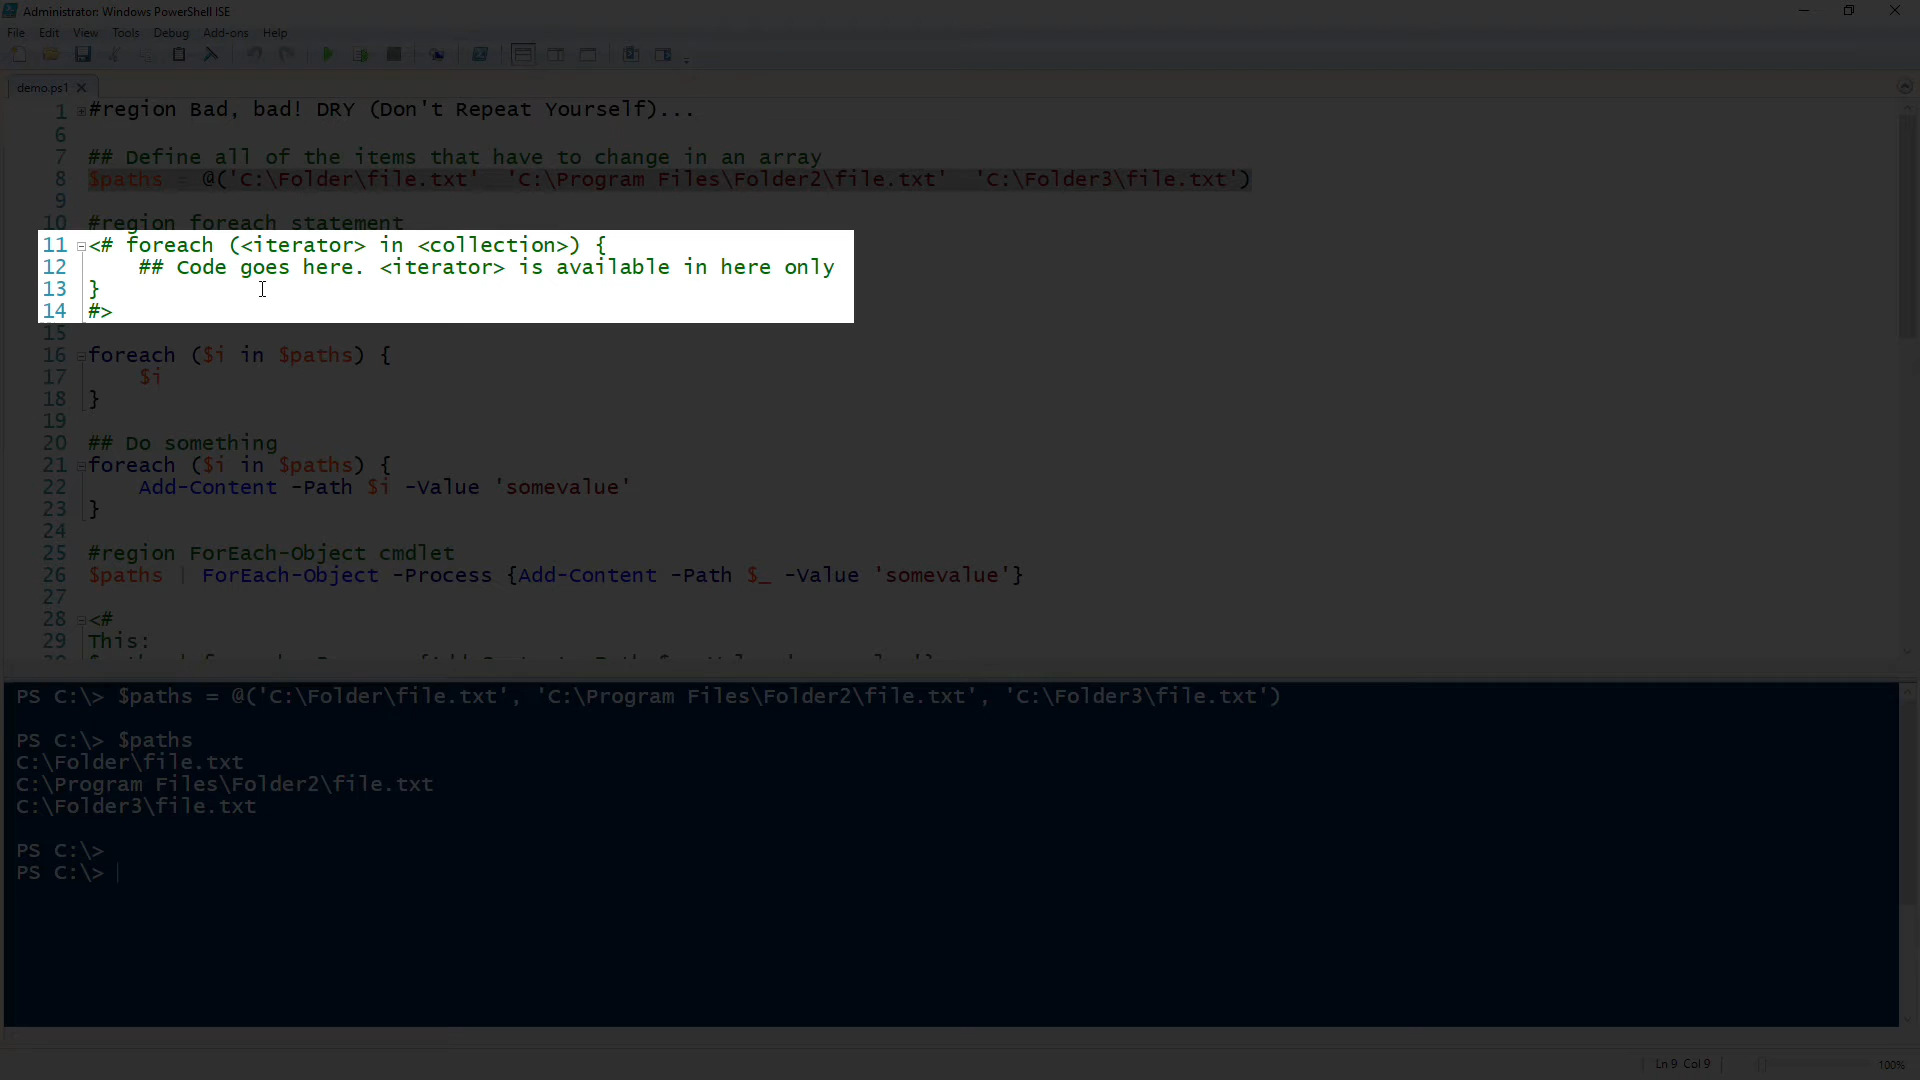 Administrator: Windows PowerShell ISE
File Edit View Tools Debug Add-ons Help
demo.ps1
1 #region Bad, bad! DRY (Don't Repeat Yourself)...
6
7 ## Define all of the items that have to change in an array
8 $paths = @('C:\Folder\file.txt' 'C:\Program Files\Folder2\file.txt' 'C:\Folder3\file.txt')
9
10 #region foreach statement
11 <# foreach (<iterator> in <collection>) {
12 ## Code goes here. <iterator> is available in here only
13 }
14 #>
15
16 foreach ($i in $paths) {
17 $i
18 }
19
20 ## Do something
21 foreach ($i in $paths) {
22 Add-Content -Path $i -Value 'somevalue'
23 }
24
25 #region ForEach-Object cmdlet
26 $paths | ForEach-Object -Process {Add-Content -Path $_ -Value 'somevalue'}
27
28 <#
29 This:
PS C:\> $paths = @('C:\Folder\file.txt', 'C:\Program Files\Folder2\file.txt', 'C:\Folder3\file.txt')
PS C:\> $paths
C:\Folder\file.txt
C:\Program Files\Folder2\file.txt
C:\Folder3\file.txt
PS C:\>
PS C:\>
Ln 9 Col 9 100%